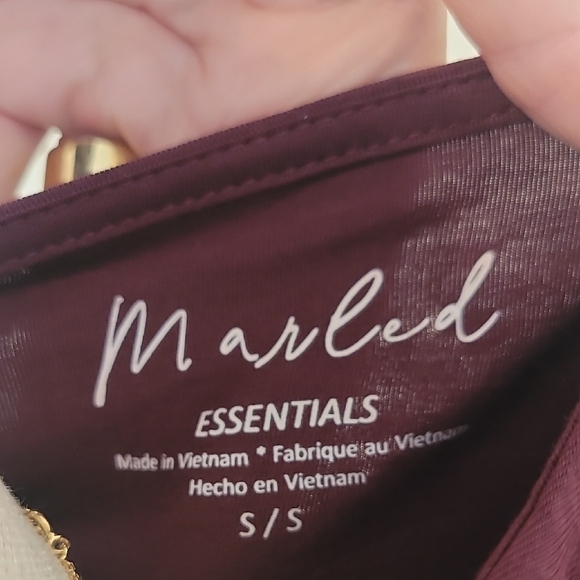 Marled
ESSENTIALS
Made in Vietnam * Fabrique au Vietnam
Hecho en Vietnam
S/S